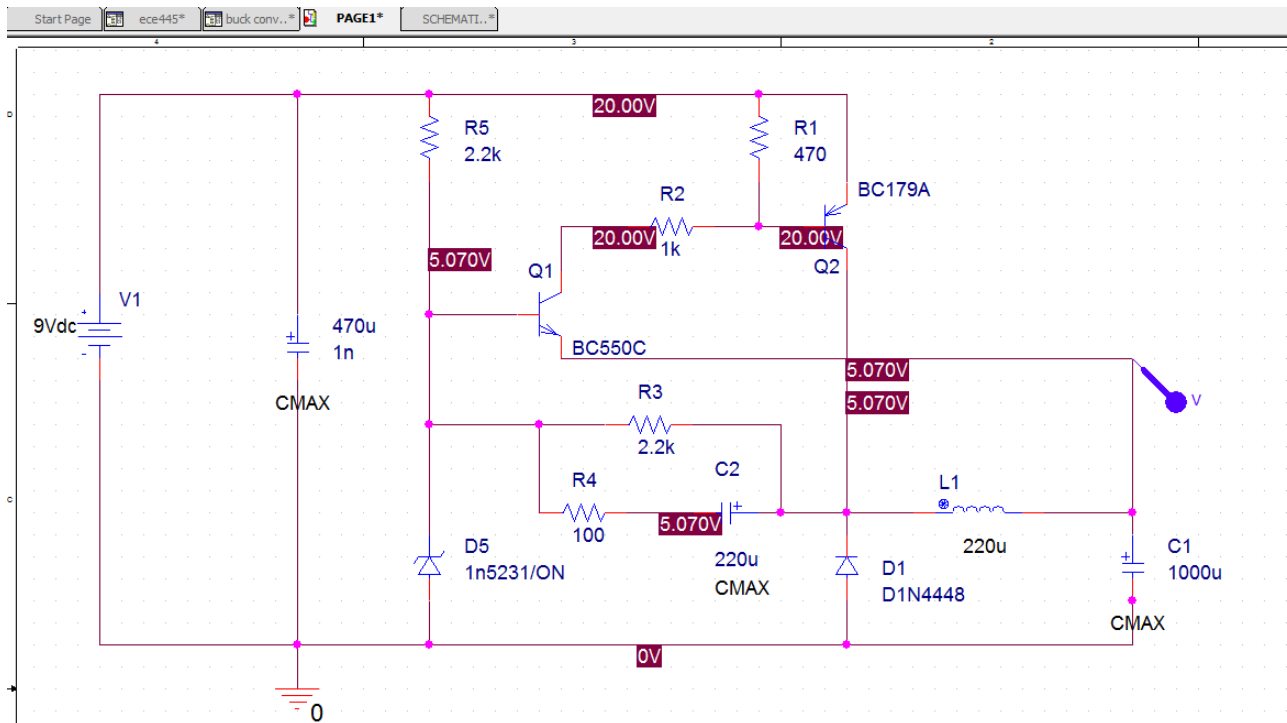 Start Page
ece445*
buck conv..*
PAGE1*
SCHEMATI..*
4
3
2
D
C
20.00V
R5
2.2k
R1
470
BC179A
R2
1k
20.00V
20.00V
Q2
5.070V
Q1
BC550C
V1
9Vdc
+
-
470u
1n
+
CMAX
5.070V
5.070V
V
R3
2.2k
R4
100
C2
+
5.070V
220u
CMAX
L1
220u
D5
1n5231/ON
D1
D1N4448
C1
1000u
+
CMAX
0V
0